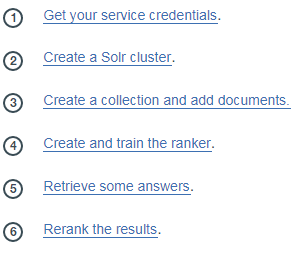 1 Get your service credentials.
2 Create a Solr cluster.
3 Create a collection and add documents.
4 Create and train the ranker.
5 Retrieve some answers.
6 Rerank the results.